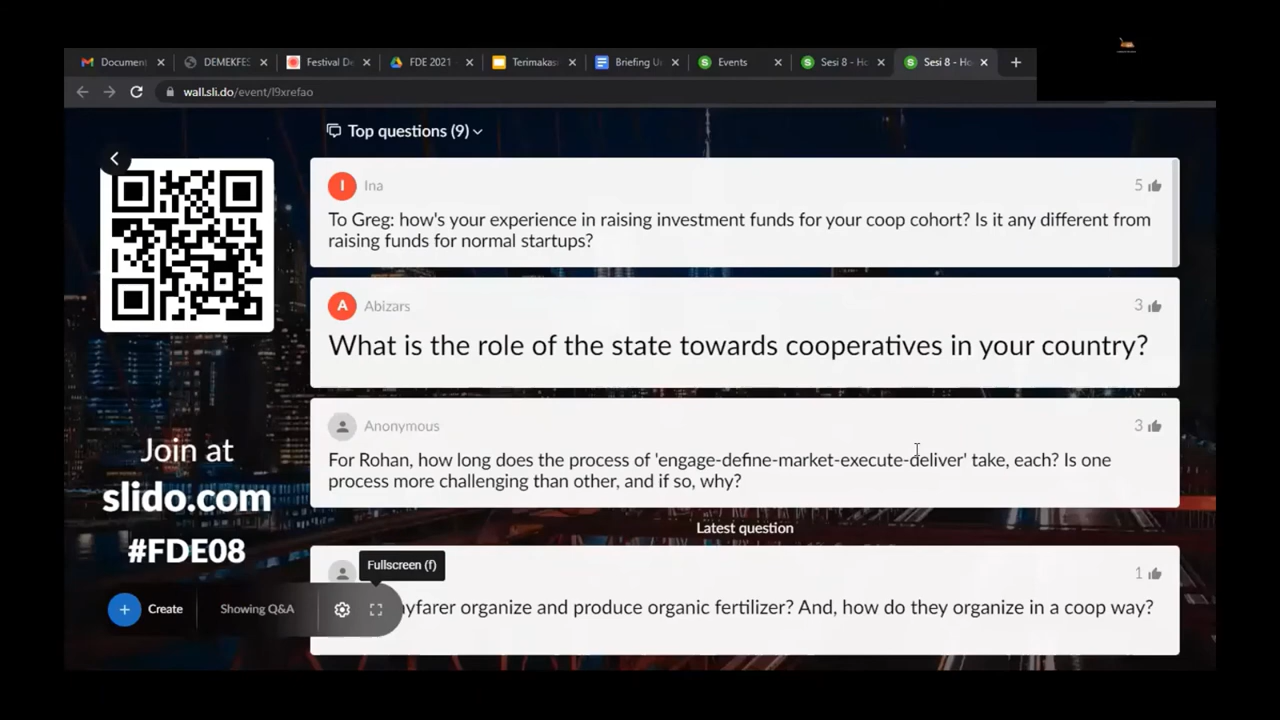 Document
DEMEKFES
Festival De
FDE 2021
Terimakas
Briefing Un
Events
Sesi 8 - Ho
Sesi 8 - Ho
wall.sli.do/event/l9xrefao
Top questions (9)
I
Ina
5
To Greg: how's your experience in raising investment funds for your coop cohort? Is it any different from
raising funds for normal startups?
A
Abizars
3
What is the role of the state towards cooperatives in your country?
Anonymous
3
For Rohan, how long does the process of 'engage-define-market-execute-deliver' take, each? Is one
process more challenging than other, and if so, why?
Latest question
1
yfarer organize and produce organic fertilizer? And, how do they organize in a coop way?
Join at
slido.com
#FDE08
Fullscreen (f)
Create
Showing Q&A